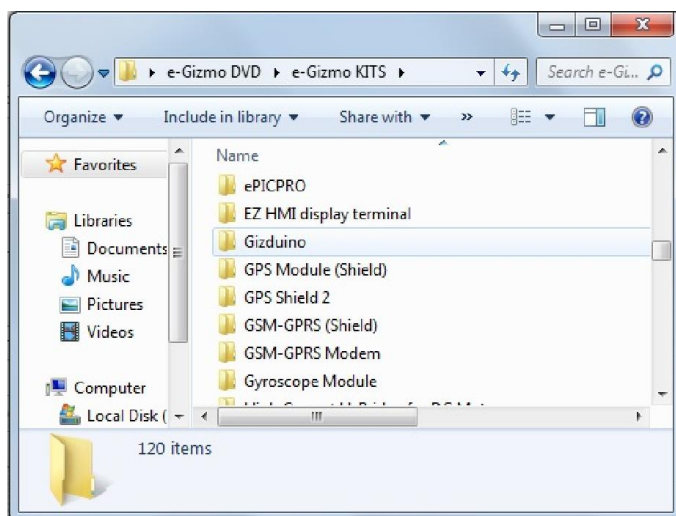 e-Gizmo DVD e-Gizmo KITS Search e-Gi...
Organize Include in library Share with »
Favorites
Libraries
Documents
Music
Pictures
Videos
Computer
Local Disk (
Name
ePICPRO
EZ HMI display terminal
Gizduino
GPS Module (Shield)
GPS Shield 2
GSM-GPRS (Shield)
GSM-GPRS Modem
Gyroscope Module
120 items